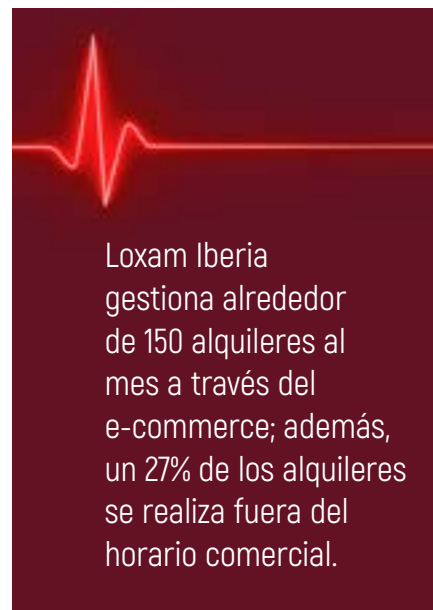 Loxam Iberia
gestiona alrededor
de 150 alquileres al
mes a través del
e-commerce; además,
un 27% de los alquileres
se realiza fuera del
horario comercial.